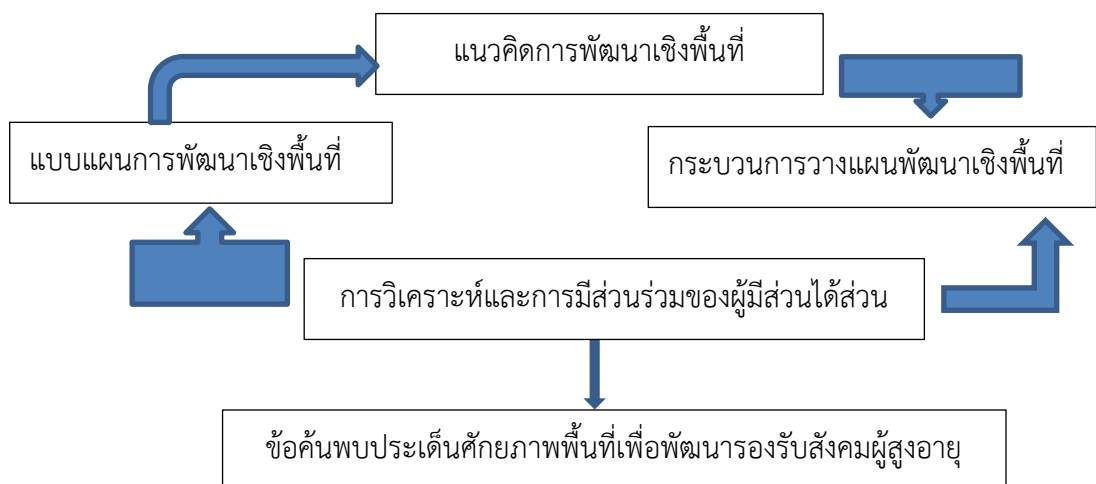 แนวคิดการพัฒนาเชิงพื้นที่
แบบแผนการพัฒนาเชิงพื้นที่
กระบวนการวางแผนพัฒนาเชิงพื้นที่
การวิเคราะห์และการมีส่วนร่วมของผู้มีส่วนได้ส่วน
ข้อค้นพบประเด็นศักยภาพพื้นที่เพื่อพัฒนารองรับสังคมผู้สูงอายุ